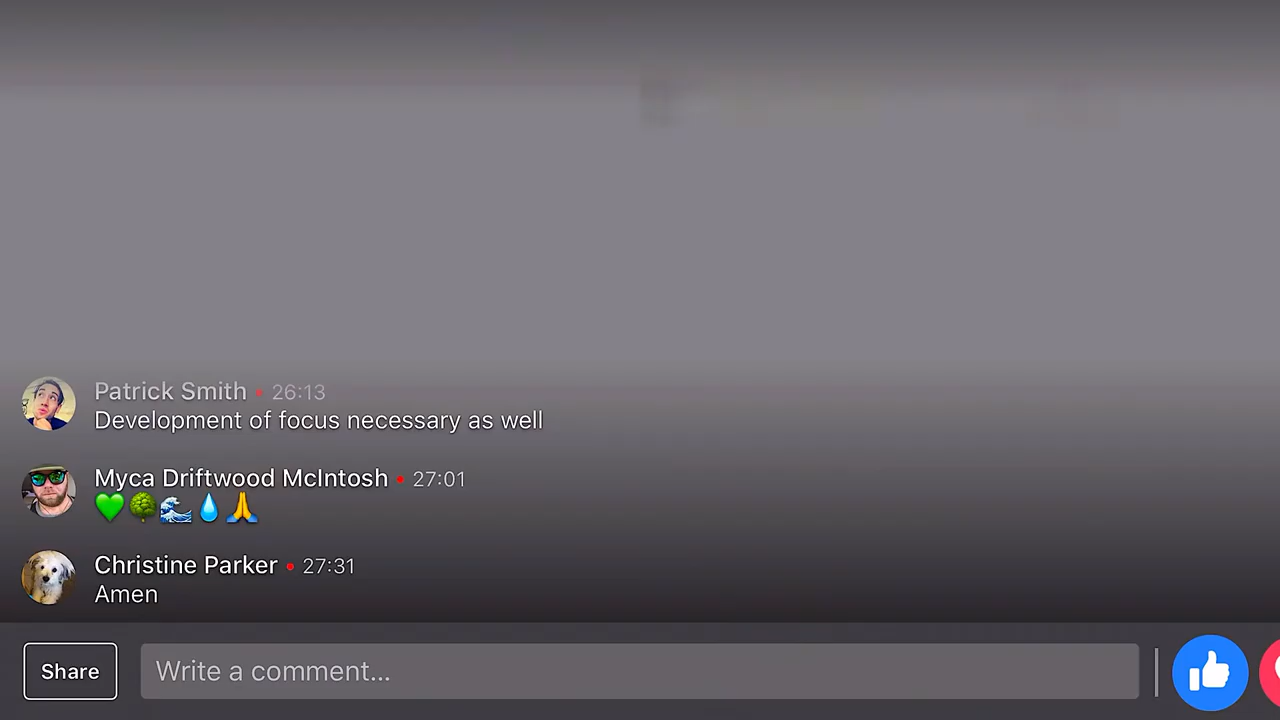 Patrick Smith • 26:13
Development of focus necessary as well
Myca Driftwood McIntosh • 27:01
💚🌳🌊💧🙏
Christine Parker • 27:31
Amen
Share
Write a comment...